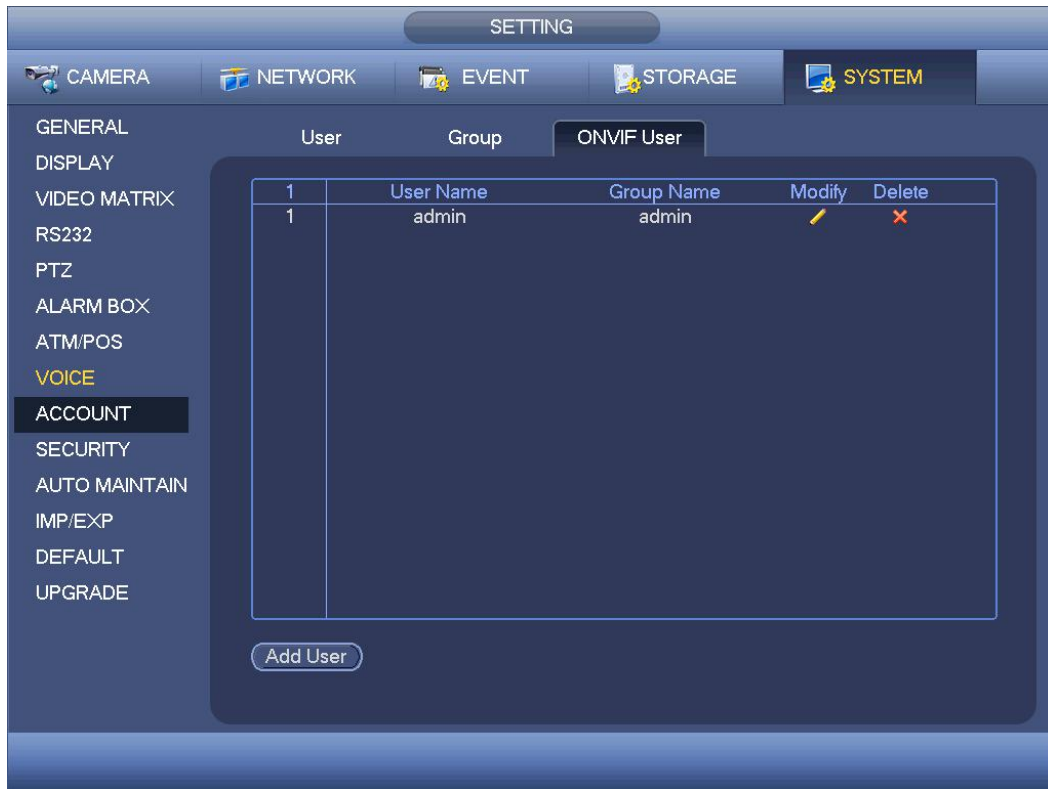 SETTING
CAMERA NETWORK EVENT STORAGE SYSTEM
GENERAL
DISPLAY
VIDEO MATRIX
RS232
PTZ
ALARM BOX
ATM/POS
VOICE
ACCOUNT
SECURITY
AUTO MAINTAIN
IMP/EXP
DEFAULT
UPGRADE
User Group ONVIF User
1 User Name Group Name Modify Delete
1 admin admin
Add User